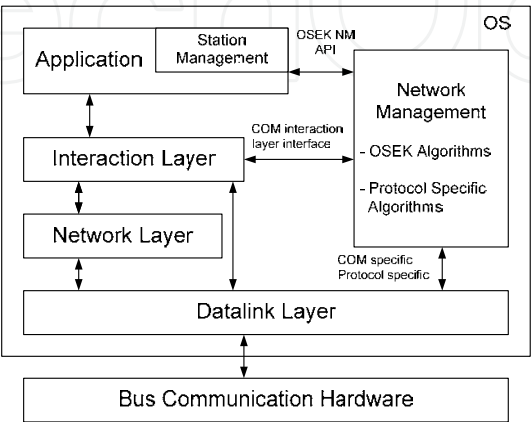 OS
Application
Station
Management
OSEK NM
API
Network
Management
- OSEK Algorithms
- Protocol Specific
Algorithms
COM interaction
layer interface
Interaction Layer
Network Layer
COM specific
Protocol specific
Datalink Layer
Bus Communication Hardware